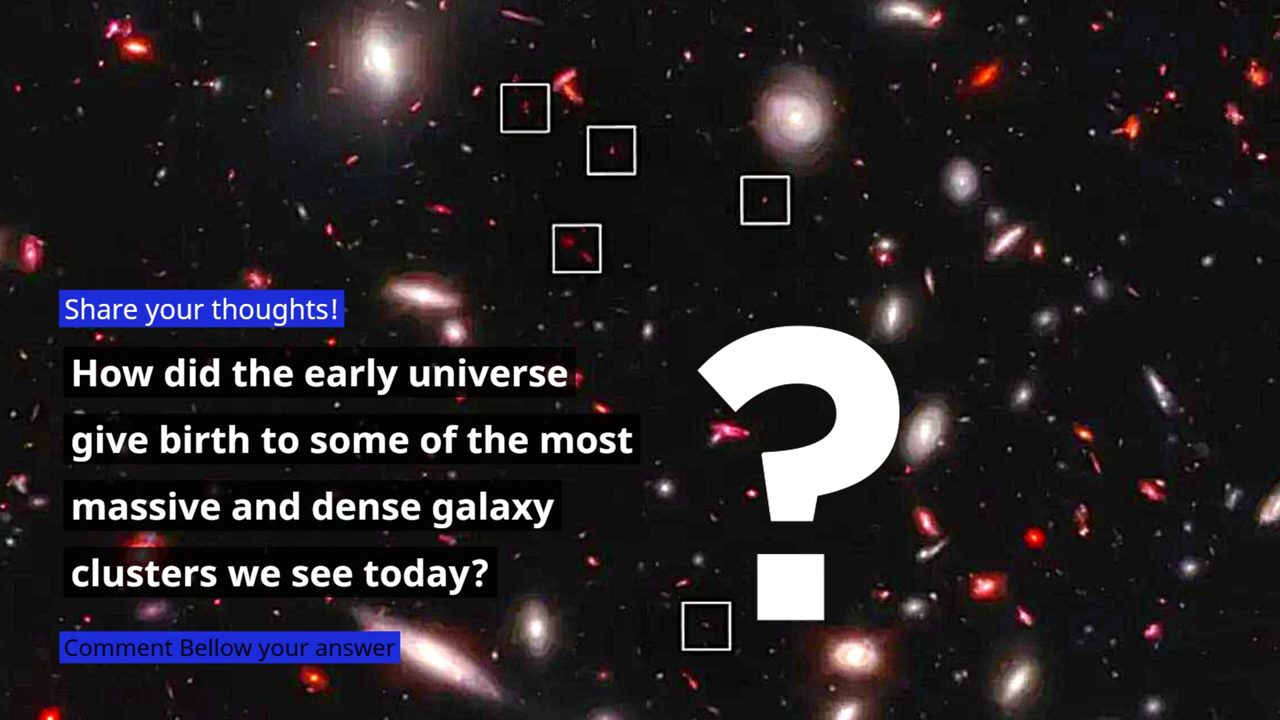 Share your thoughts!
How did the early universe
give birth to some of the most
massive and dense galaxy
clusters we see today?
?
Comment Bellow your answer